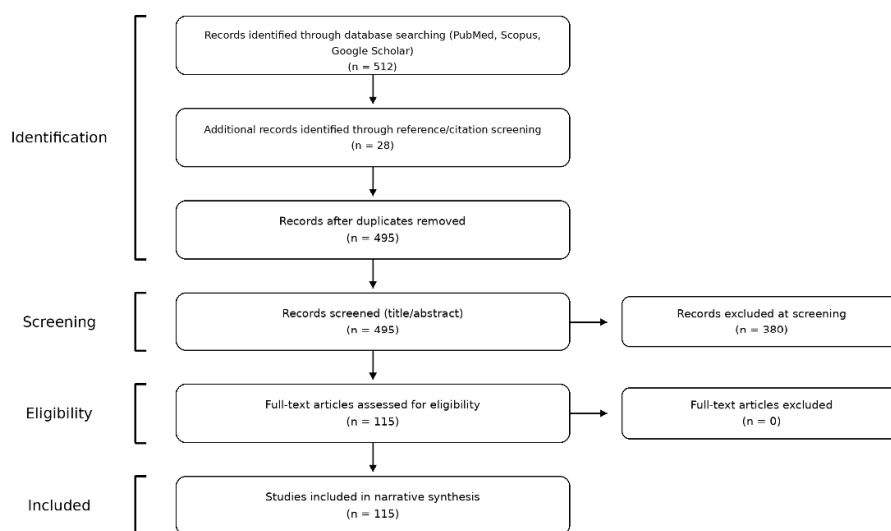 Records identified through database searching (PubMed, Scopus,
Google Scholar)
(n = 512)
Identification
Additional records identified through reference/citation screening
(n = 28)
Records after duplicates removed
(n = 495)
Screening
Records screened (title/abstract)
(n = 495)
Records excluded at screening
(n = 380)
Eligibility
Full-text articles assessed for eligibility
(n = 115)
Full-text articles excluded
(n = 0)
Included
Studies included in narrative synthesis
(n = 115)